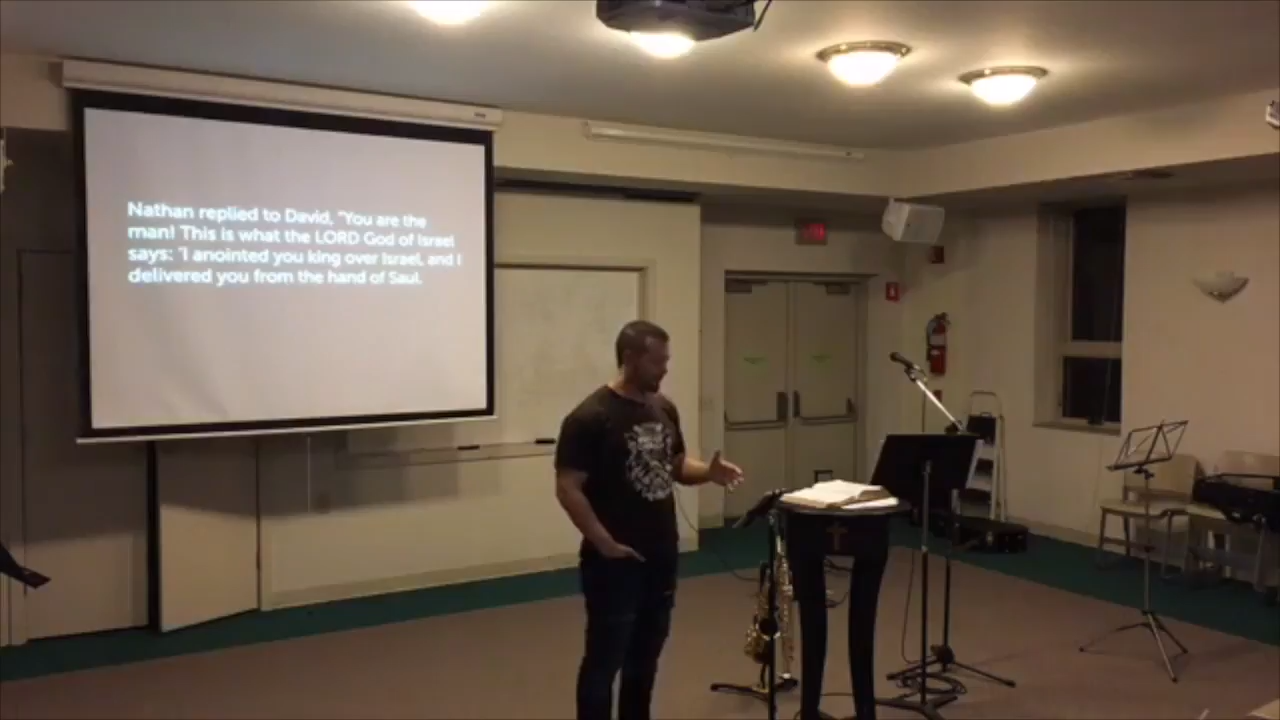 Nathan replied to David, "You are the
man! This is what the LORD God of Israel
says: 'I anointed you king over Israel, and I
delivered you from the hand of Saul.